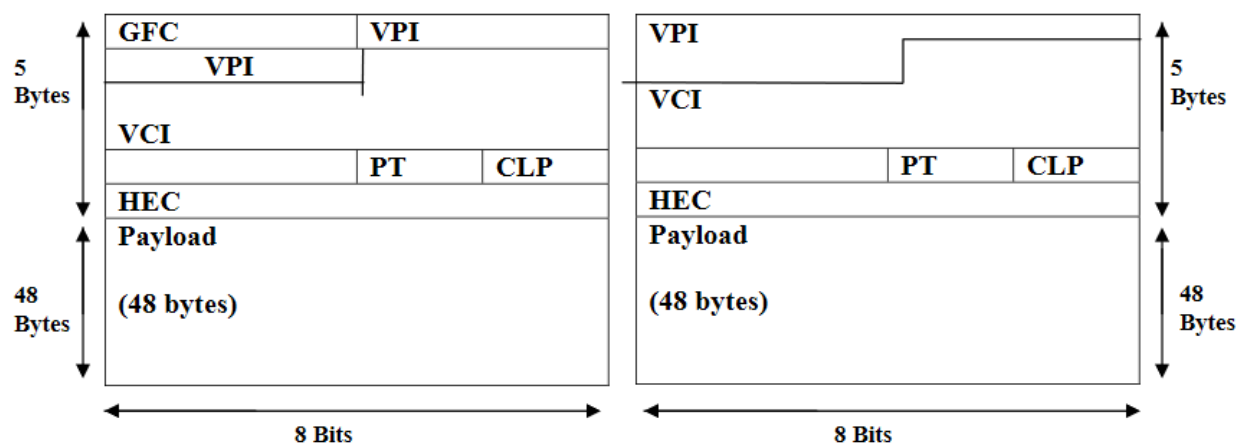 GFC VPI
VPI
5
Bytes
VCI
PT CLP
HEC
Payload
(48 bytes)
48
Bytes
8 Bits
VPI
5
Bytes
VCI
PT CLP
HEC
Payload
(48 bytes)
48
Bytes
8 Bits